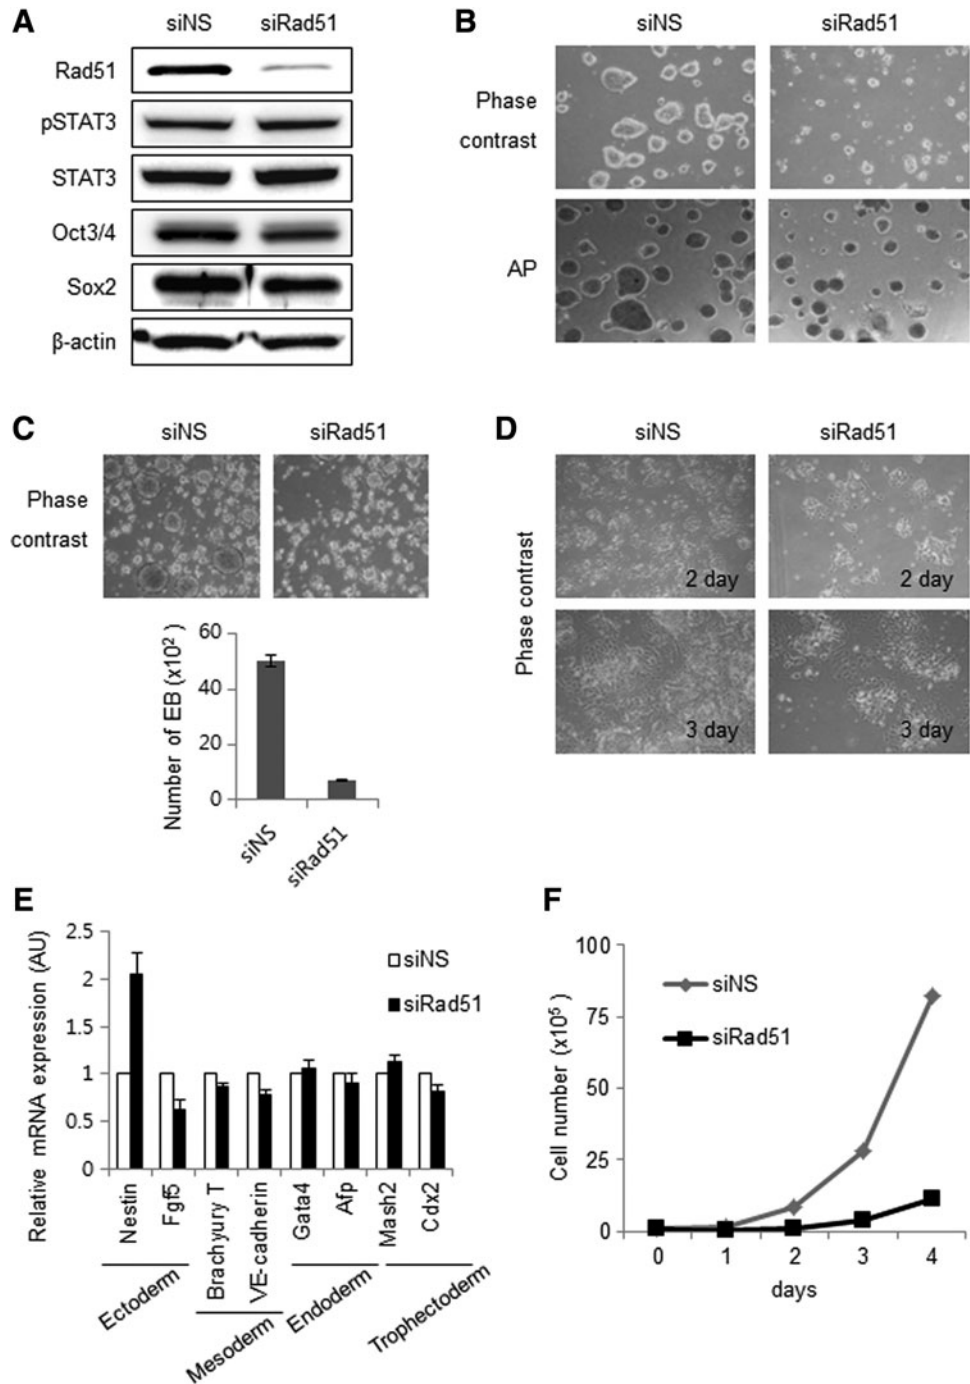 A
siNS siRad51
Rad51
pSTAT3
STAT3
Oct3/4
Sox2
β-actin
B
siNS siRad51
Phase
contrast
AP
C
siNS siRad51
Phase
contrast
Number of EB (x10²)
60
40
20
0
siNS
siRad51
D
siNS siRad51
Phase contrast
2 day 2 day
3 day 3 day
E
Relative mRNA expression (AU)
2.5
2
1.5
1
0.5
0
siNS
siRad51
Nestin
Fgf5
Brachyury T
VE-cadherin
Gata4
Afp
Mash2
Cdx2
Ectoderm
Mesoderm
Endoderm
Trophectoderm
F
Cell number (x10⁵)
100
75
50
25
0
siNS
siRad51
0 1 2 3 4
days